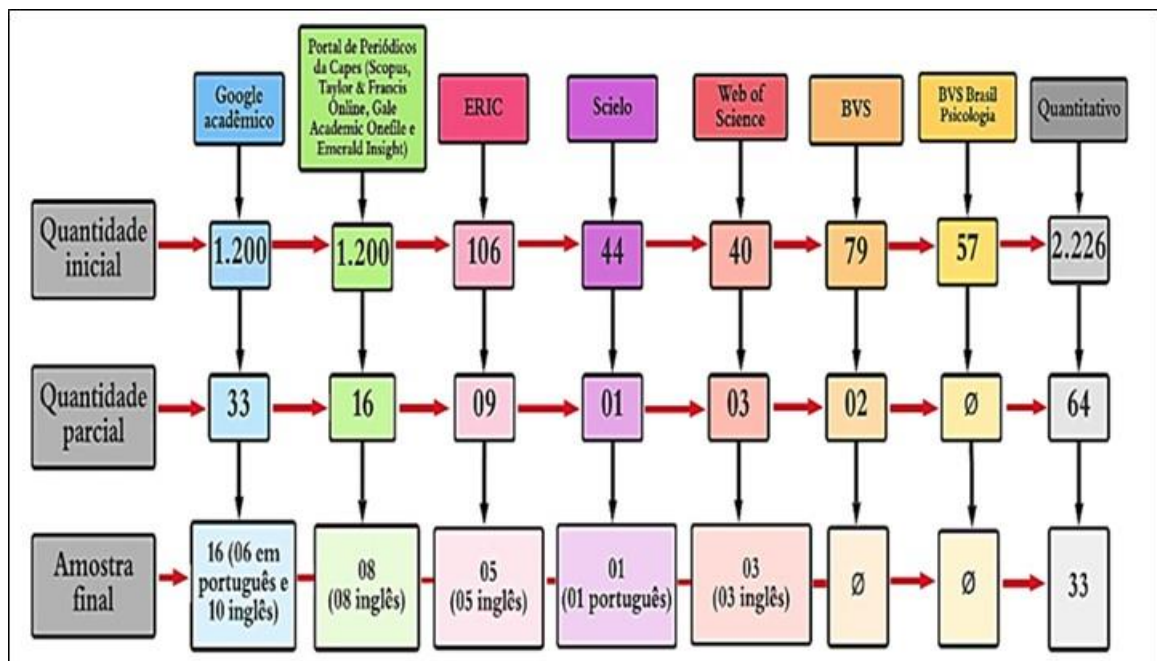 Google
acadêmico
Portal de Periódicos
da Capes (Scopus,
Taylor & Francis
Online, Gale
Academic Onefile e
Emerald Insight)
ERIC
Scielo
Web of
Science
BVS
BVS Brasil
Psicologia
Quantitativo
Quantidade
inicial
1.200
1.200
106
44
40
79
57
2.226
Quantidade
parcial
33
16
09
01
03
02
Ø
64
Amostra
final
16 (06 em
português e
10 inglês)
08
(08 inglês)
05
(05 inglês)
01
(01 português)
03
(03 inglês)
Ø
Ø
33